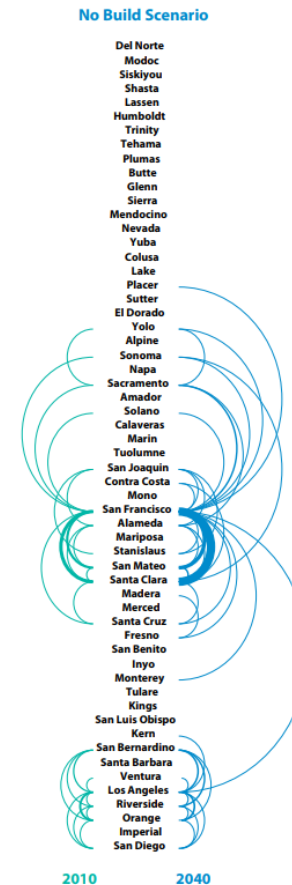 No Build Scenario
Del Norte
Modoc
Siskiyou
Shasta
Lassen
Humboldt
Trinity
Tehama
Plumas
Butte
Glenn
Sierra
Mendocino
Nevada
Yuba
Colusa
Lake
Placer
Sutter
El Dorado
Yolo
Alpine
Sonoma
Napa
Sacramento
Amador
Solano
Calaveras
Marin
Tuolumne
San Joaquin
Contra Costa
Mono
San Francisco
Alameda
Mariposa
Stanislaus
San Mateo
Santa Clara
Madera
Merced
Santa Cruz
Fresno
San Benito
Inyo
Monterey
Tulare
Kings
San Luis Obispo
Kern
San Bernardino
Santa Barbara
Ventura
Los Angeles
Riverside
Orange
Imperial
San Diego
2010 2040